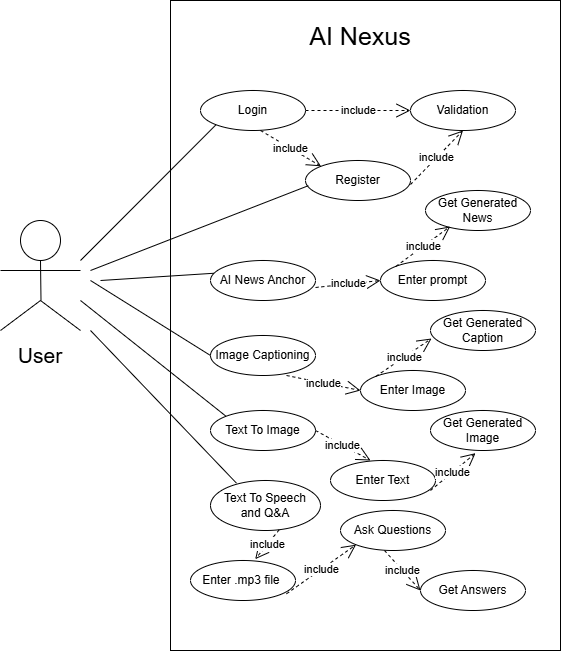 AI Nexus
Login
include
Validation
include
include
Register
Get Generated
News
include
AI News Anchor
include
Enter prompt
Get Generated
Caption
Image Captioning
include
include
Enter Image
User
Get Generated
Image
Text To Image
include
include
Enter Text
Text To Speech
and Q&A
Ask Questions
include
include
include
Enter .mp3 file
Get Answers